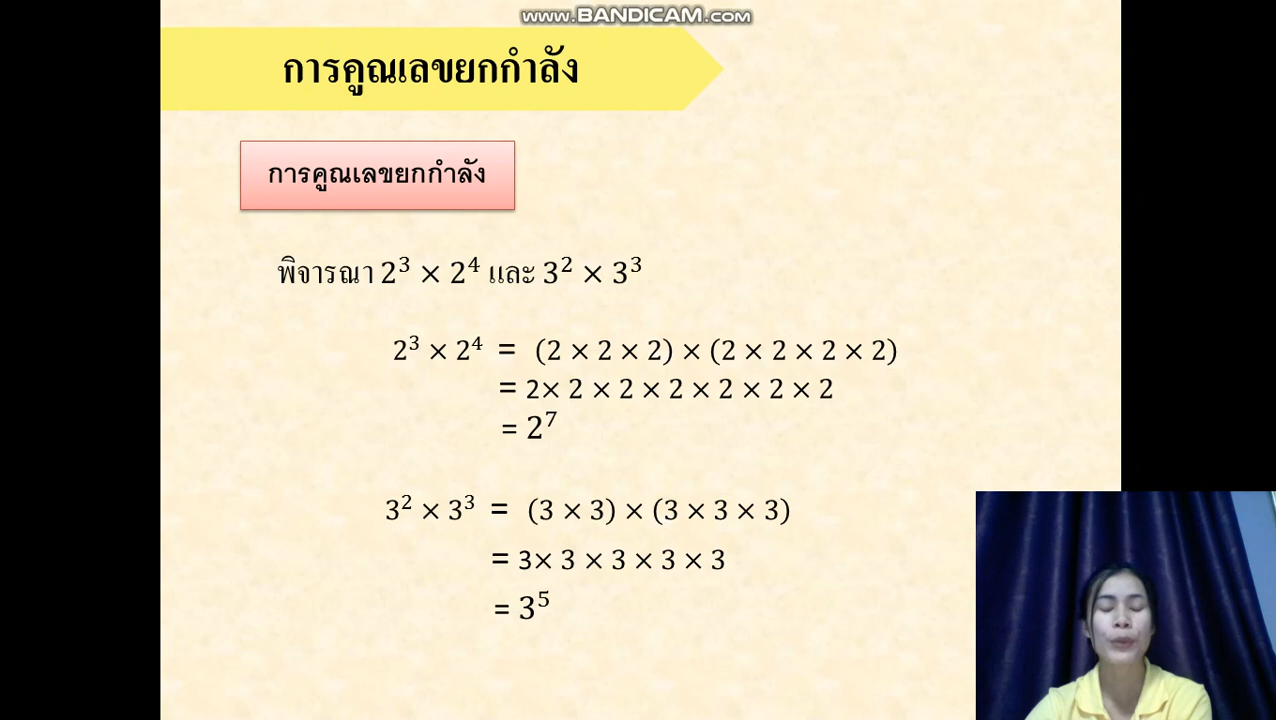 www.BANDICAM.com
การคูณเลขยกกำลัง
การคูณเลขยกกำลัง
พิจารณา 2³ × 2⁴ และ 3² × 3³
2³ × 2⁴ = (2 × 2 × 2) × (2 × 2 × 2 × 2)
= 2× 2 × 2 × 2 × 2 × 2 × 2
= 2⁷
3² × 3³ = (3 × 3) × (3 × 3 × 3)
= 3× 3 × 3 × 3 × 3
= 3⁵